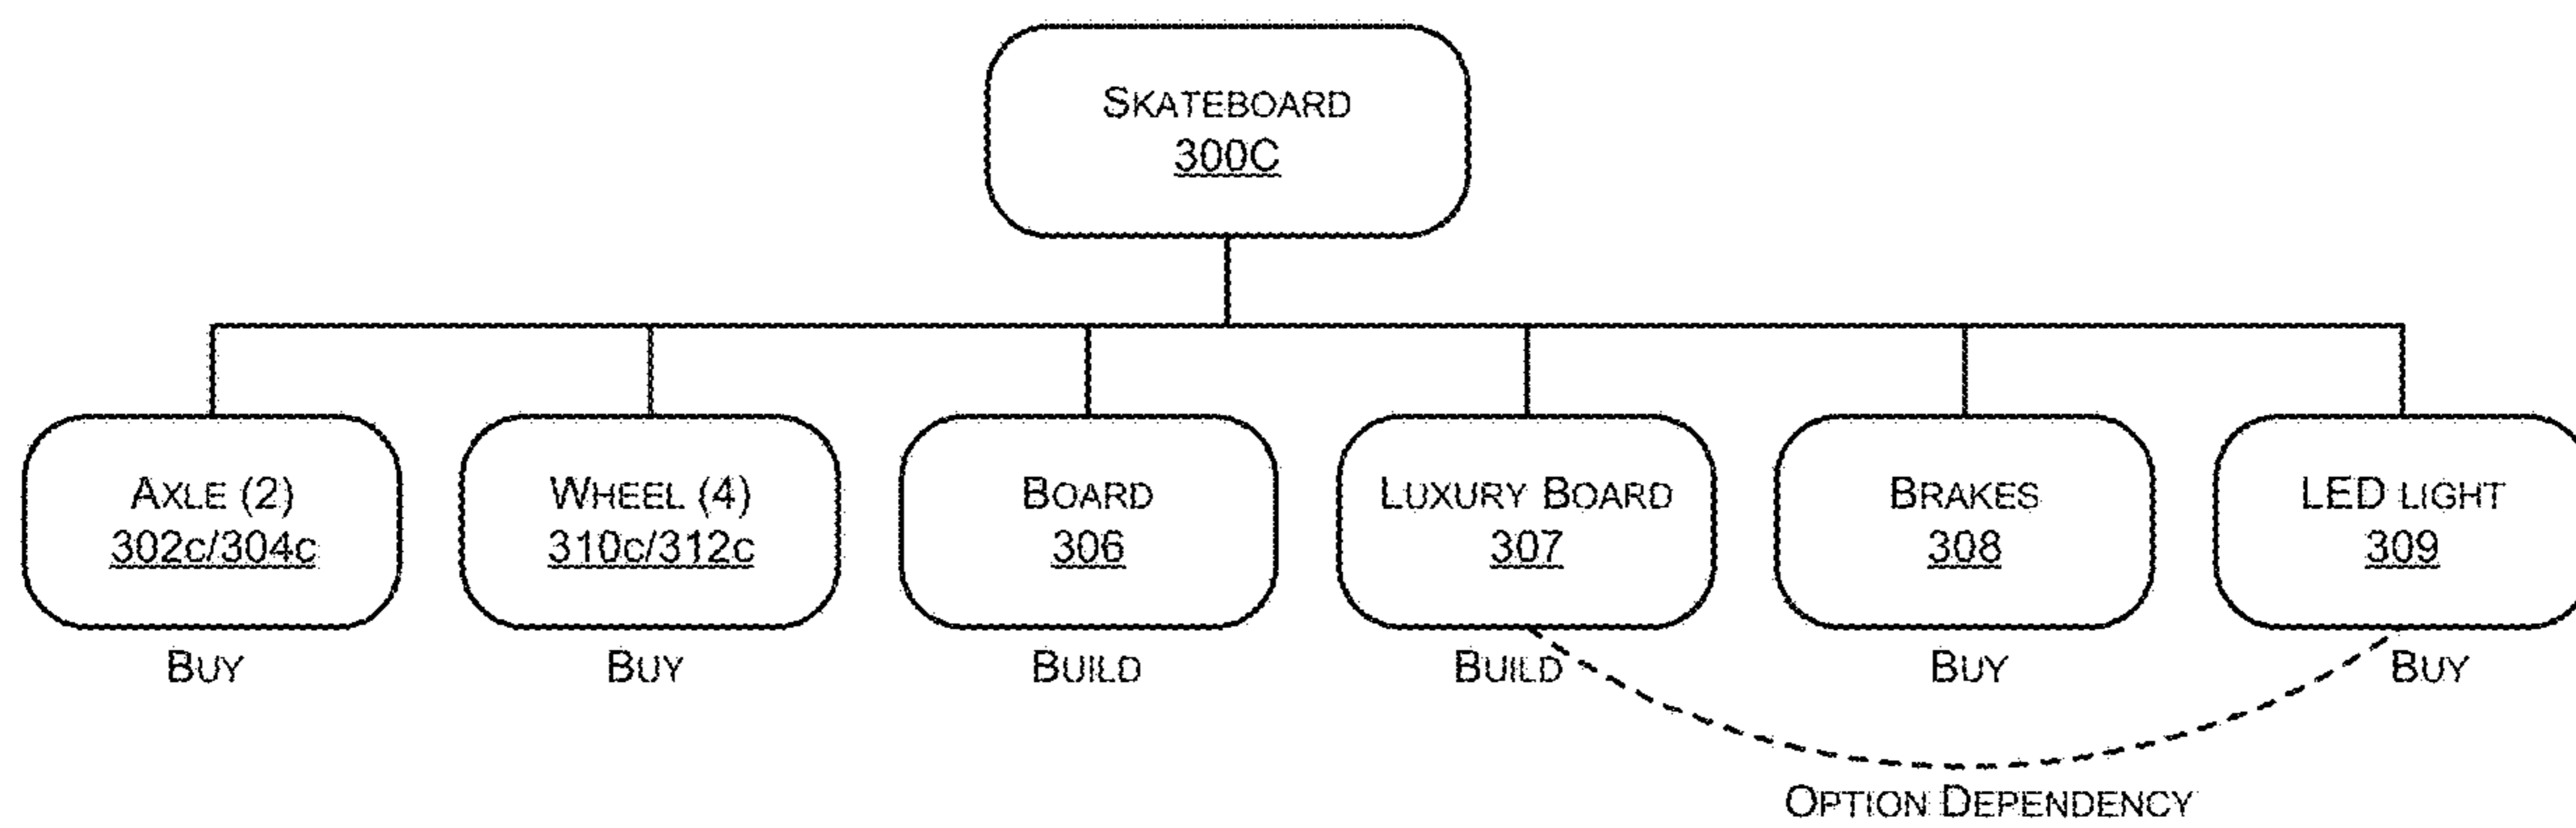 SKATEBOARD
300C
AXLE (2)
302c/304c
BUY
WHEEL (4)
310c/312c
BUY
BOARD
306
BUILD
LUXURY BOARD
307
BUILD
BRAKES
308
BUY
LED LIGHT
309
BUY
OPTION DEPENDENCY